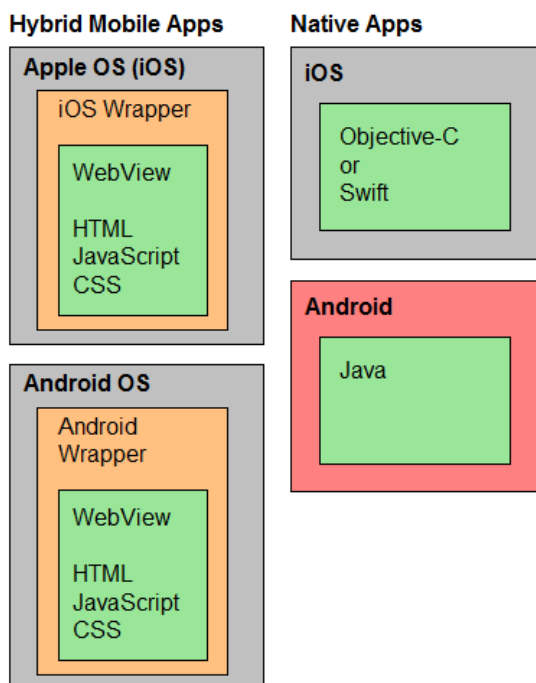 Hybrid Mobile Apps
Apple OS (iOS)
iOS Wrapper
WebView
HTML
JavaScript
CSS
Android OS
Android
Wrapper
WebView
HTML
JavaScript
CSS
Native Apps
iOS
Objective-C
or
Swift
Android
Java